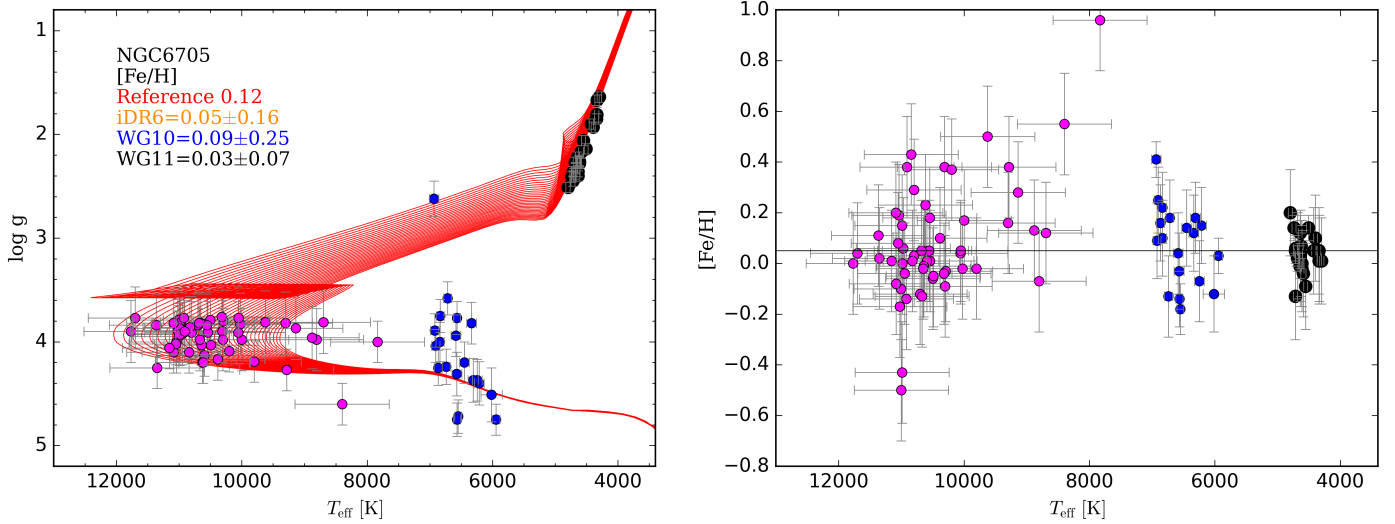 NGC6705
[Fe/H]
Reference 0.12
iDR6=0.05±0.16
WG10=0.09±0.25
WG11=0.03±0.07
log g
1
2
3
4
5
12000 10000 8000 6000 4000
Teff [K]
[Fe/H]
1.0
0.8
0.6
0.4
0.2
0.0
−0.2
−0.4
−0.6
−0.8
12000 10000 8000 6000 4000
Teff [K]